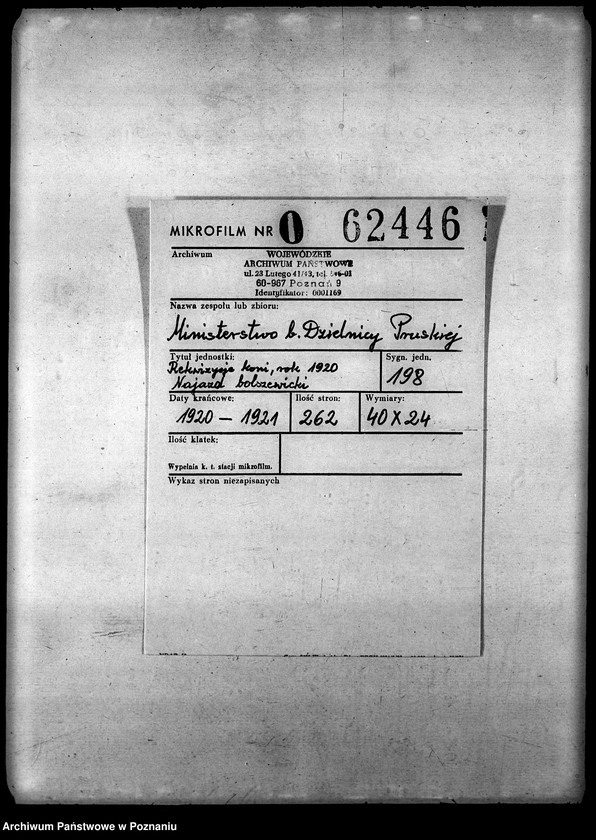 MIKROFILM NR O 62446
Archiwum
WOJEWÓDZKIE
ARCHIWUM PAŃSTWOWE
ul. 23 Lutego 41/43, tel.
60-967 Poznań 9
Identyfikator: 0001169
Nazwa zespołu lub zbioru:
Ministerstwo b. Dzielnicy Pruskiej
Tytuł jednostki:
Rekwizycje koni, rok 1920
Najazd bolszewicki
Sygn. jedn.
198
Daty krańcowe:
1920 – 1921
Ilość stron:
262
Wymiary:
40 X 24
Ilość klatek:
Wypełnia k. t. stacji mikrofilm.
Wykaz stron niezapisanych
Archiwum Państwowe w Poznaniu